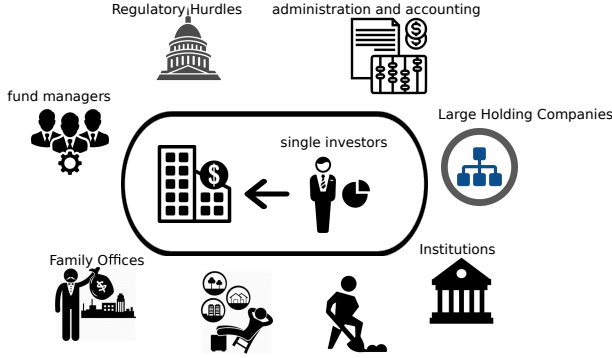 Regulatory Hurdles
administration and accounting
$
$
fund managers
Large Holding Companies
single investors
$
Institutions
Family Offices
$